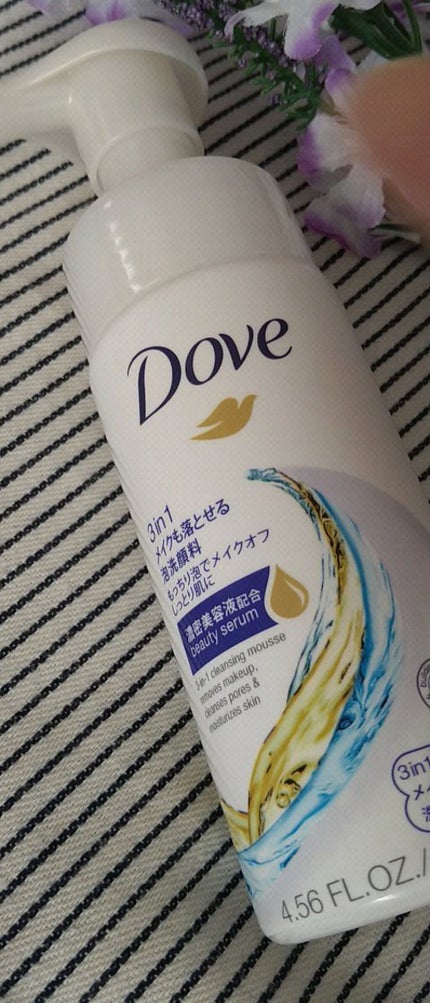 Dove
3in1
メイクも落とせる
泡洗顔料
もっちり泡でメイクオフ
しっとり肌に
濃密美容液配合
beauty serum
3-in-1 cleansing mousse
removes makeup,
cleanses pores &
moisturizes skin
3in1
メ
4.56 FL.OZ./